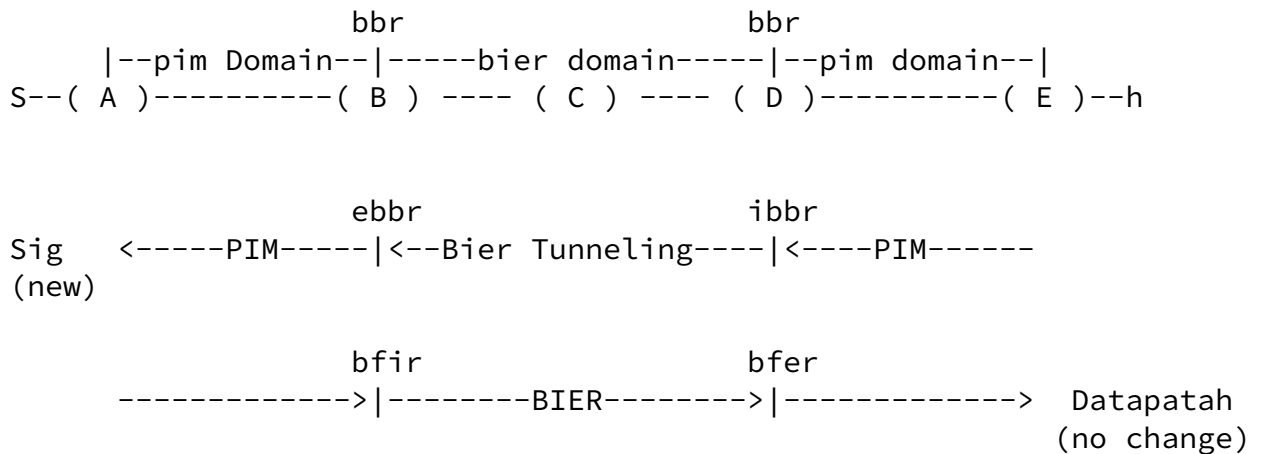 bbr bbr
|--pim Domain--|-----bier domain-----|--pim domain--|
S--( A )----------( B ) ---- ( C ) ---- ( D )----------( E )--h
ebbr ibbr
Sig <-----PIM-----|<--Bier Tunneling----|<----PIM------
(new)
bfir bfer
------------->|--------BIER-------->|-------------> Datapatah
(no change)